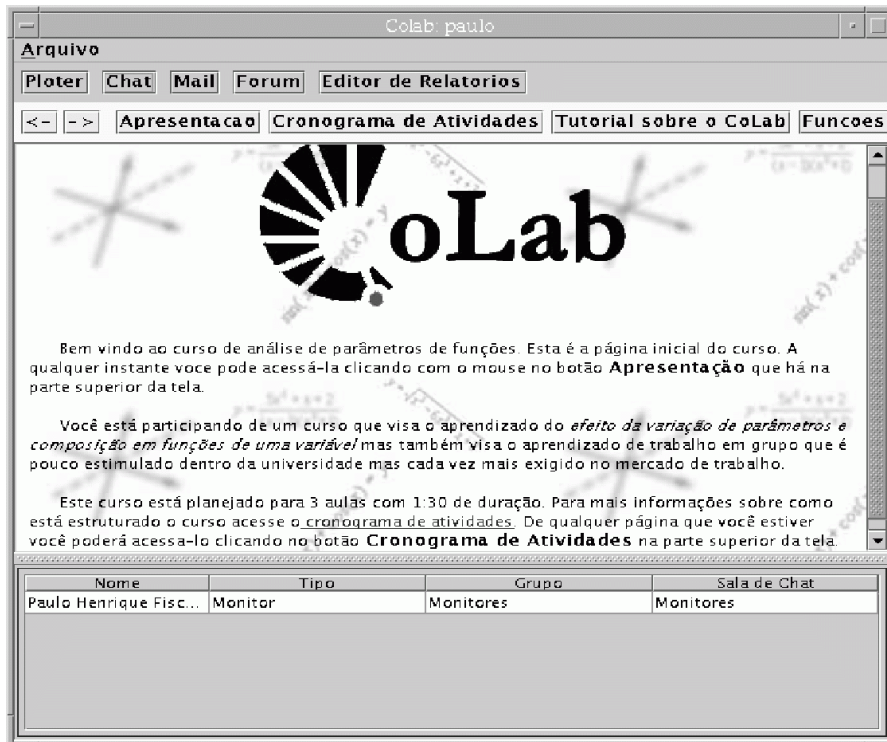 Colab: paulo
Arquivo
Ploter Chat Mail Forum Editor de Relatorios
<- -> Apresentacao Cronograma de Atividades Tutorial sobre o CoLab Funcoes
oLab
Bem vindo ao curso de análise de parâmetros de funções. Esta é a página inicial do curso. A
qualquer instante voce pode acessá-la clicando com o mouse no botão Apresentação que há na
parte superior da tela.
Você está participando de um curso que visa o aprendizado do efeito da variação de parâmetros e
composição em funções de uma variável mas também visa o aprendizado de trabalho em grupo que é
pouco estimulado dentro da universidade mas cada vez mais exigido no mercado de trabalho.
Este curso está planejado para 3 aulas com 1:30 de duração. Para mais informações sobre como
está estruturado o curso acesse o cronograma de atividades. De qualquer página que você estiver
você poderá acessa-lo clicando no botão Cronograma de Atividades na parte superior da tela.
Nome Tipo Grupo Sala de Chat
Paulo Henrique Fisc... Monitor Monitores Monitores